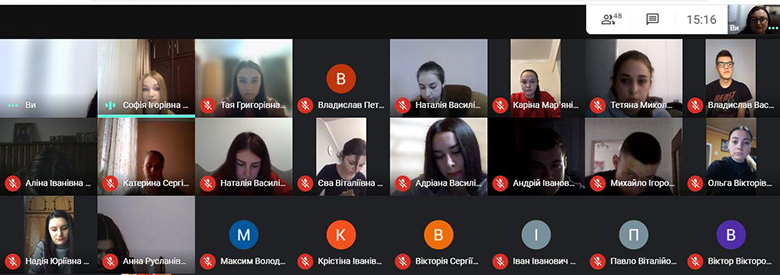 48
15:16
Ви
Ви
Софія Ігорівна ...
Тая Григорівна...
В
Владислав Пет...
Наталія Василі...
Каріна Мар'яні...
Тетяна Микол...
Владислав Вас...
Аліна Іванівна ...
Катерина Сергі...
Наталія Василі...
Єва Віталіївна ...
Адріана Василі...
Андрій Іванов...
Михайло Ігоро...
Ольга Вікторів...
Надія Юріївна ...
Анна Русланів...
М
Максим Волод...
К
Крістіна Іванів...
В
Вікторія Сергії...
І
Іван Іванович ...
П
Павло Віталійо...
В
Віктор Викторо...